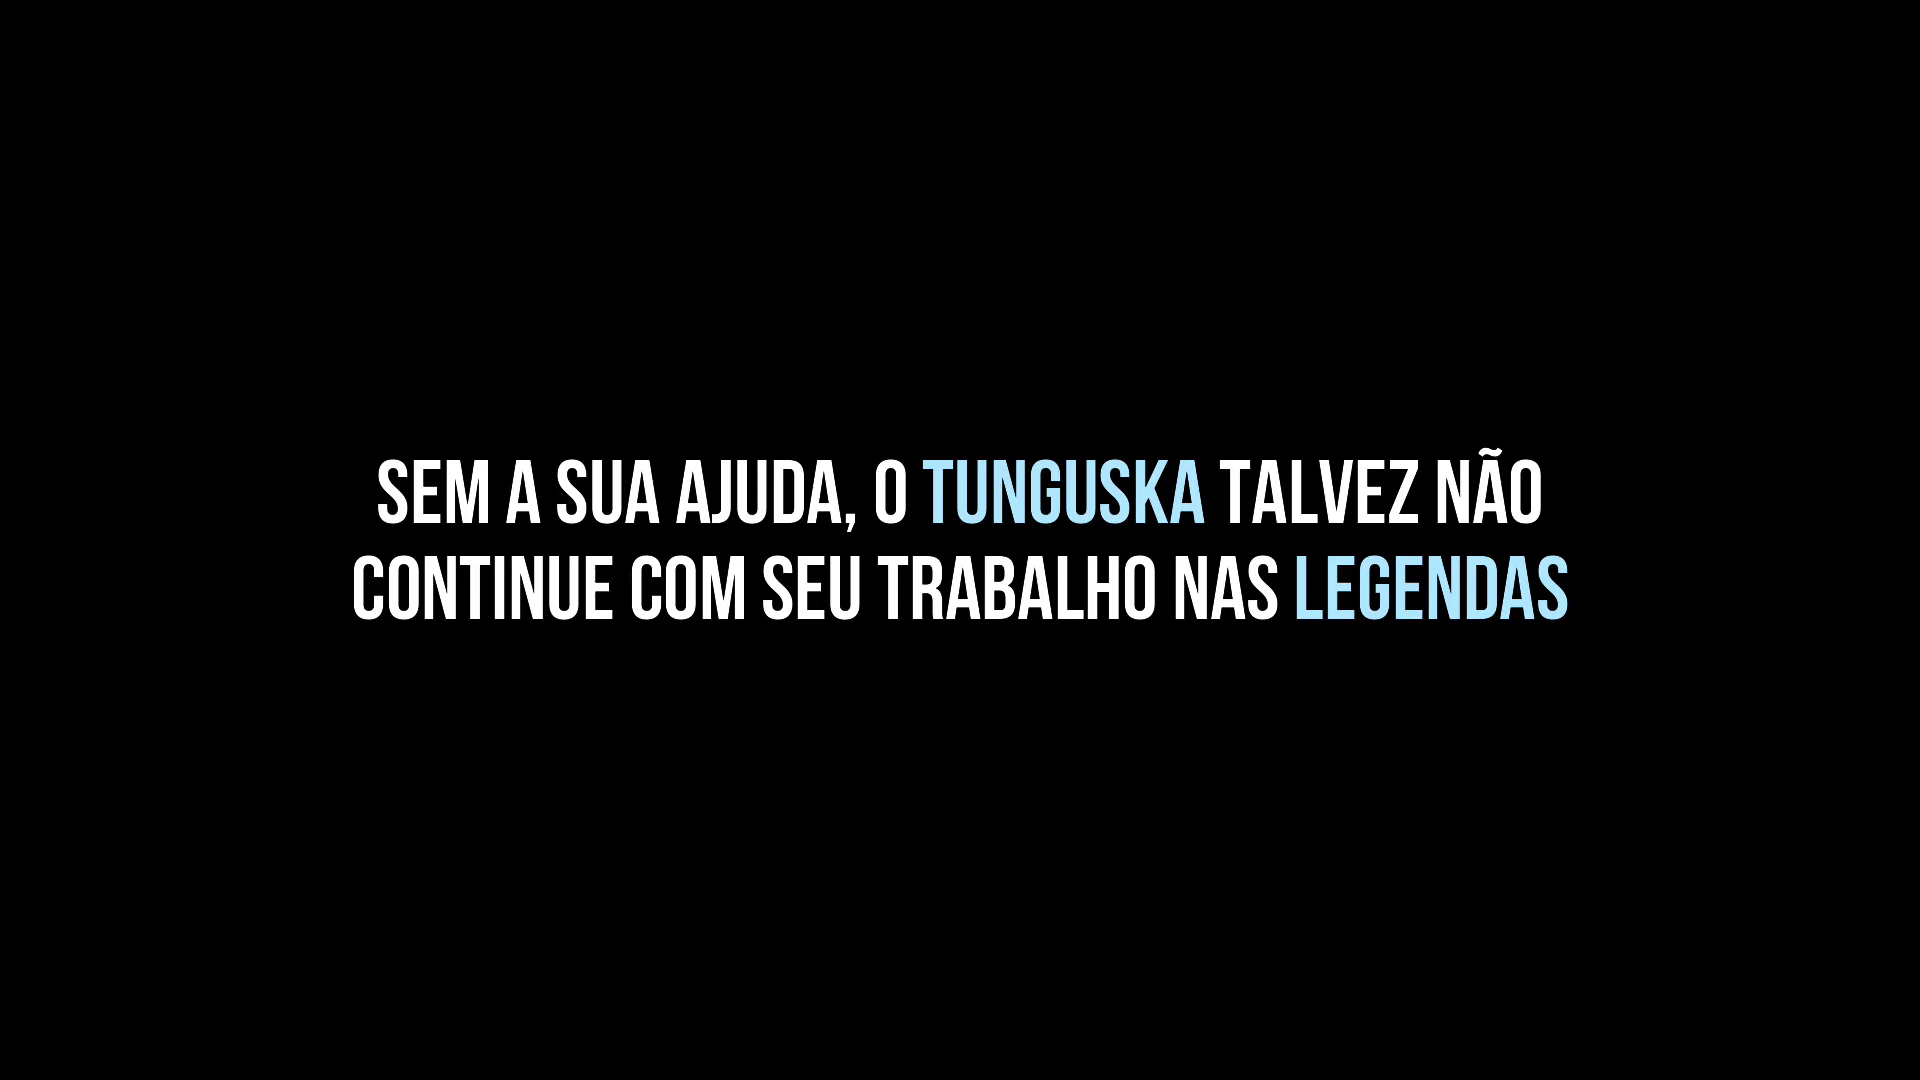 SEM A SUA AJUDA, O TUNGUSKA TALVEZ NÃO
CONTINUE COM SEU TRABALHO NAS LEGENDAS